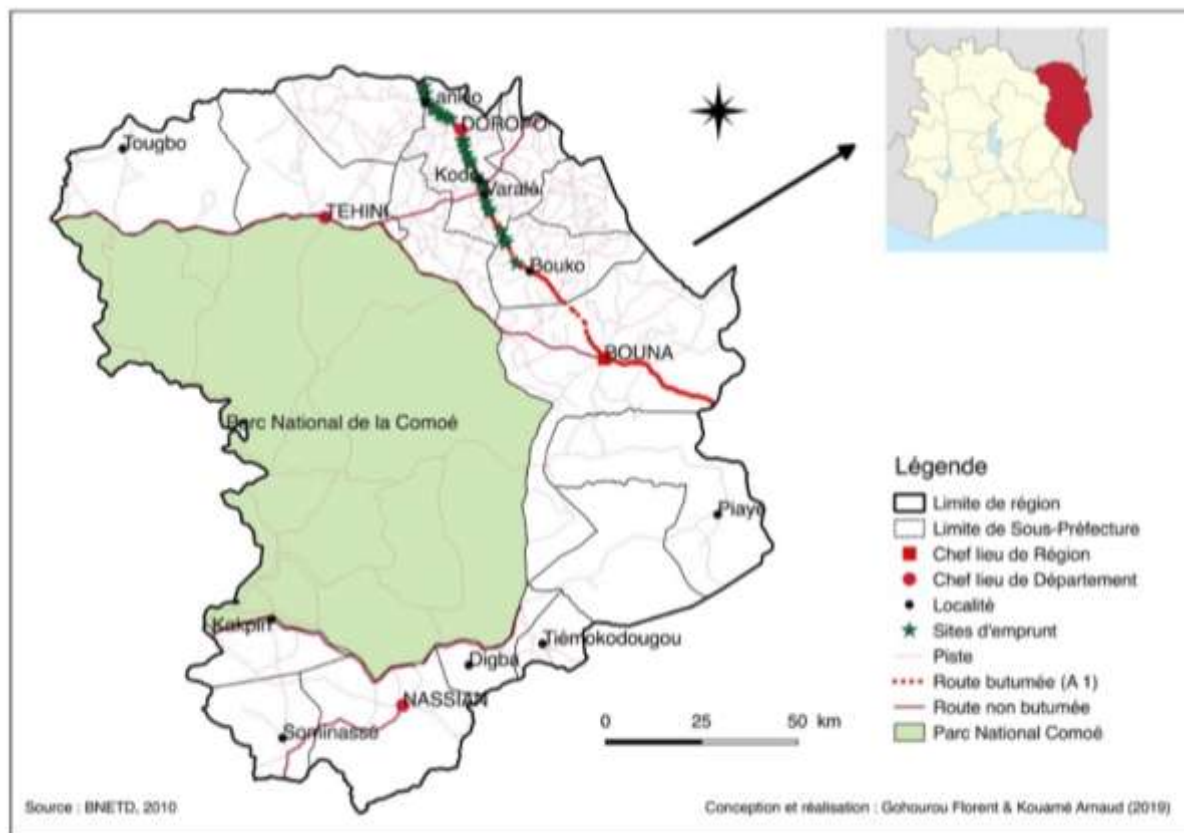 Tougbo
DOROPO
Kodo
Varalé
TEHINI
Bouko
BOUNA
Parc National de la Comoé
Piaye
Kakpin
Tiémokodougou
Digba
NASSIAN
Sominassé
Légende
Limite de région
Limite de Sous-Préfecture
Chef lieu de Région
Chef lieu de Département
Localité
Sites d'emprunt
Piste
Route butumée (A 1)
Route non butumée
Parc National Comoé
0 25 50 km
Source : BNETD, 2010
Conception et réalisation : Gohourou Florent & Kouamé Arnaud (2019)